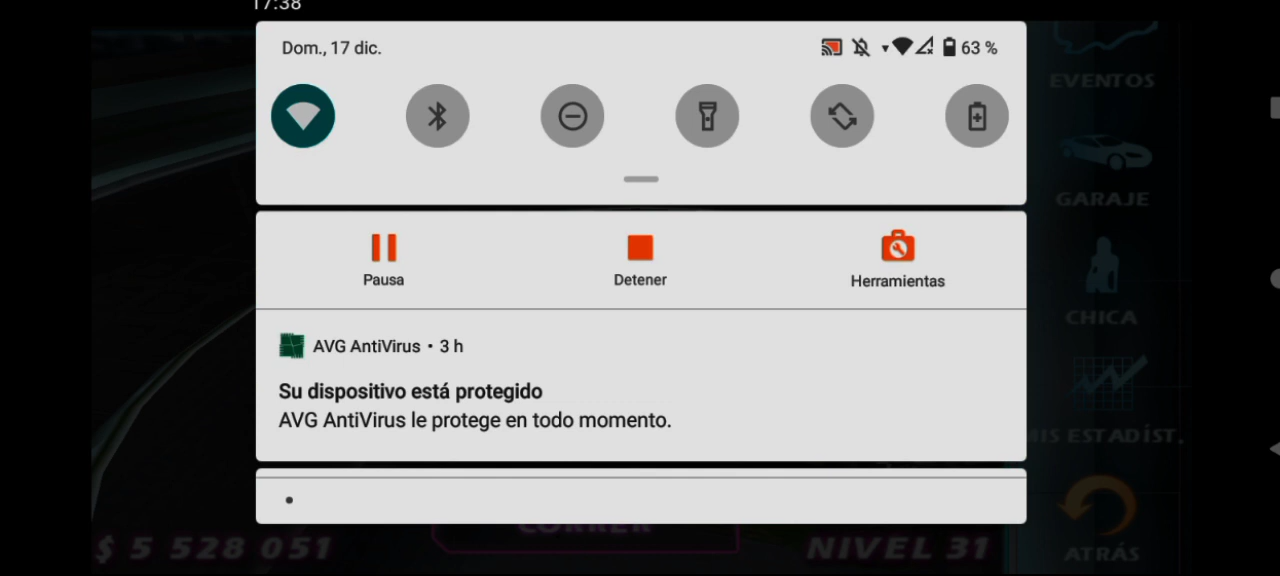 17:38
Dom., 17 dic.
63 %
Pausa
Detener
Herramientas
AVG AntiVirus • 3 h
Su dispositivo está protegido
AVG AntiVirus le protege en todo momento.
EVENTOS
GARAJE
CHICA
MIS ESTADÍST.
ATRÁS
CORRER
$ 5 528 051
NIVEL 31